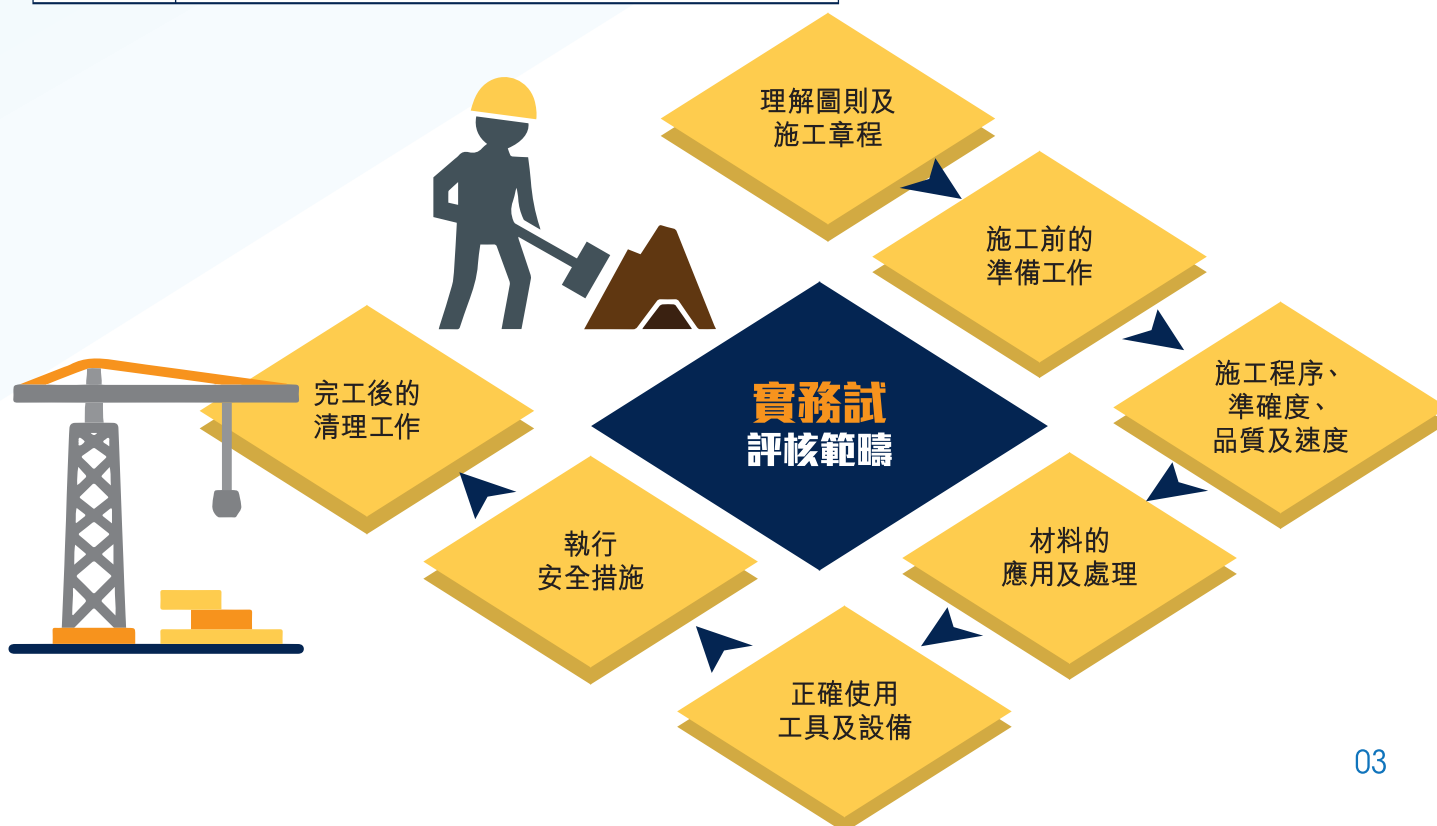 理解圖則及
施工章程
施工前的
準備工作
施工程序、
準確度、
品質及速度
材料的
應用及處理
正確使用
工具及設備
執行
安全措施
完工後的
清理工作
實務試
評核範疇
03